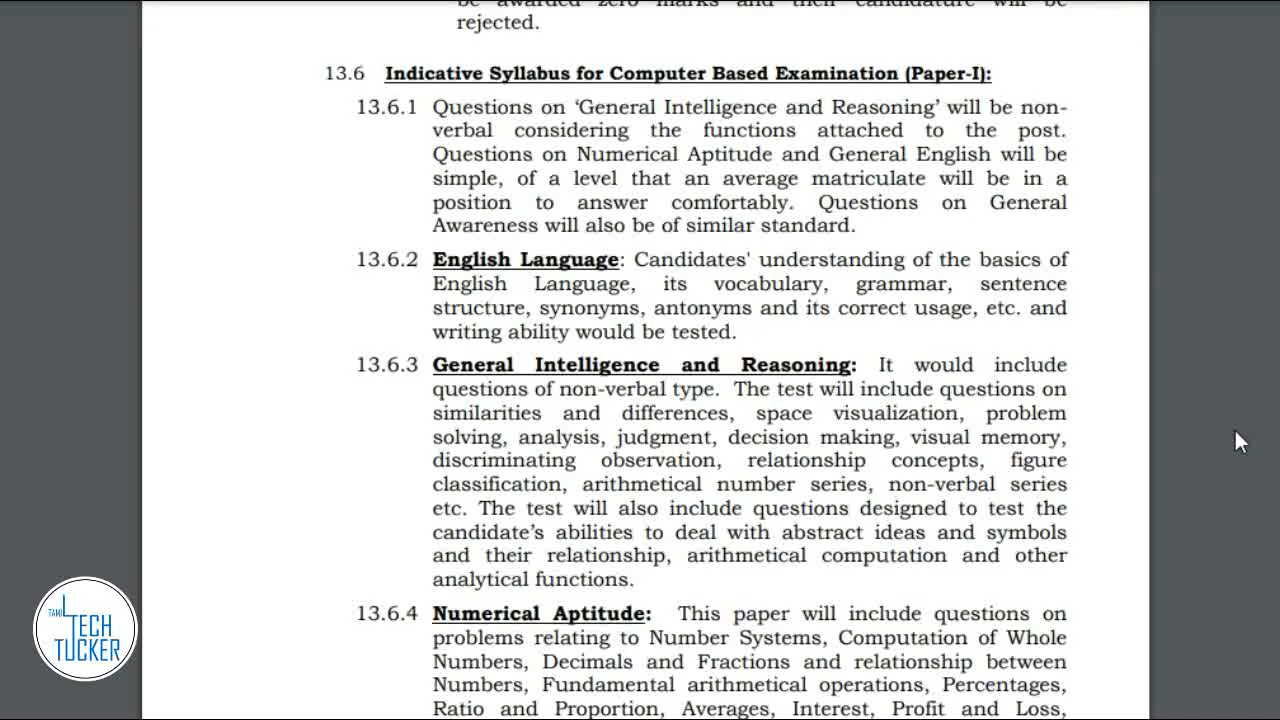 be awarded zero marks and their candidature will be
rejected.
13.6 Indicative Syllabus for Computer Based Examination (Paper-I):
13.6.1 Questions on ‘General Intelligence and Reasoning’ will be non-
verbal considering the functions attached to the post.
Questions on Numerical Aptitude and General English will be
simple, of a level that an average matriculate will be in a
position to answer comfortably. Questions on General
Awareness will also be of similar standard.
13.6.2 English Language: Candidates' understanding of the basics of
English Language, its vocabulary, grammar, sentence
structure, synonyms, antonyms and its correct usage, etc. and
writing ability would be tested.
13.6.3 General Intelligence and Reasoning: It would include
questions of non-verbal type. The test will include questions on
similarities and differences, space visualization, problem
solving, analysis, judgment, decision making, visual memory,
discriminating observation, relationship concepts, figure
classification, arithmetical number series, non-verbal series
etc. The test will also include questions designed to test the
candidate’s abilities to deal with abstract ideas and symbols
and their relationship, arithmetical computation and other
analytical functions.
13.6.4 Numerical Aptitude: This paper will include questions on
problems relating to Number Systems, Computation of Whole
Numbers, Decimals and Fractions and relationship between
Numbers, Fundamental arithmetical operations, Percentages,
Ratio and Proportion, Averages, Interest, Profit and Loss,
TAMIL
TECH
TUCKER